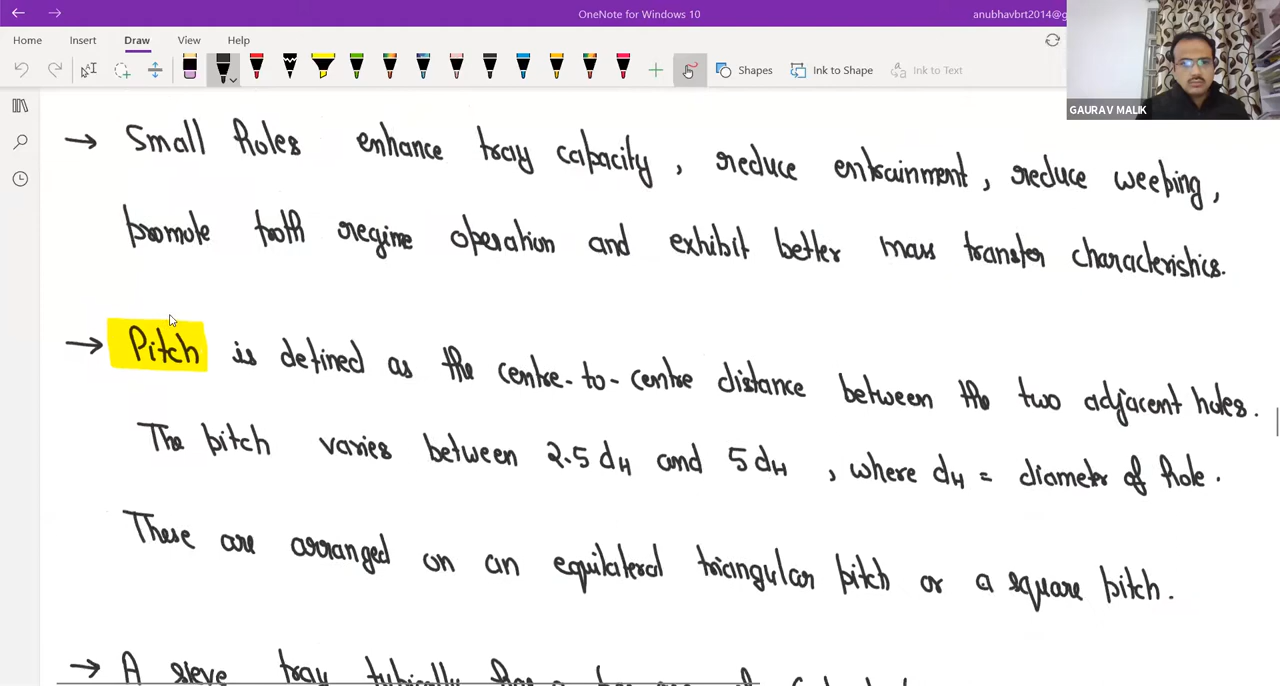 OneNote for Windows 10
anubhavbrt2014@g
Home Insert Draw View Help
Shapes Ink to Shape Ink to Text
GAURAV MALIK
→ Small holes enhance tray capacity, reduce entrainment, reduce weeping,
promote froth regime operation and exhibit better mass transfer characteristics.
→ Pitch is defined as the centre-to-centre distance between the two adjacent holes.
The pitch varies between 2.5 dH and 5 dH, where dH = diameter of hole.
These are arranged on an equilateral triangular pitch or a square pitch.
→ A sieve tray typically has a